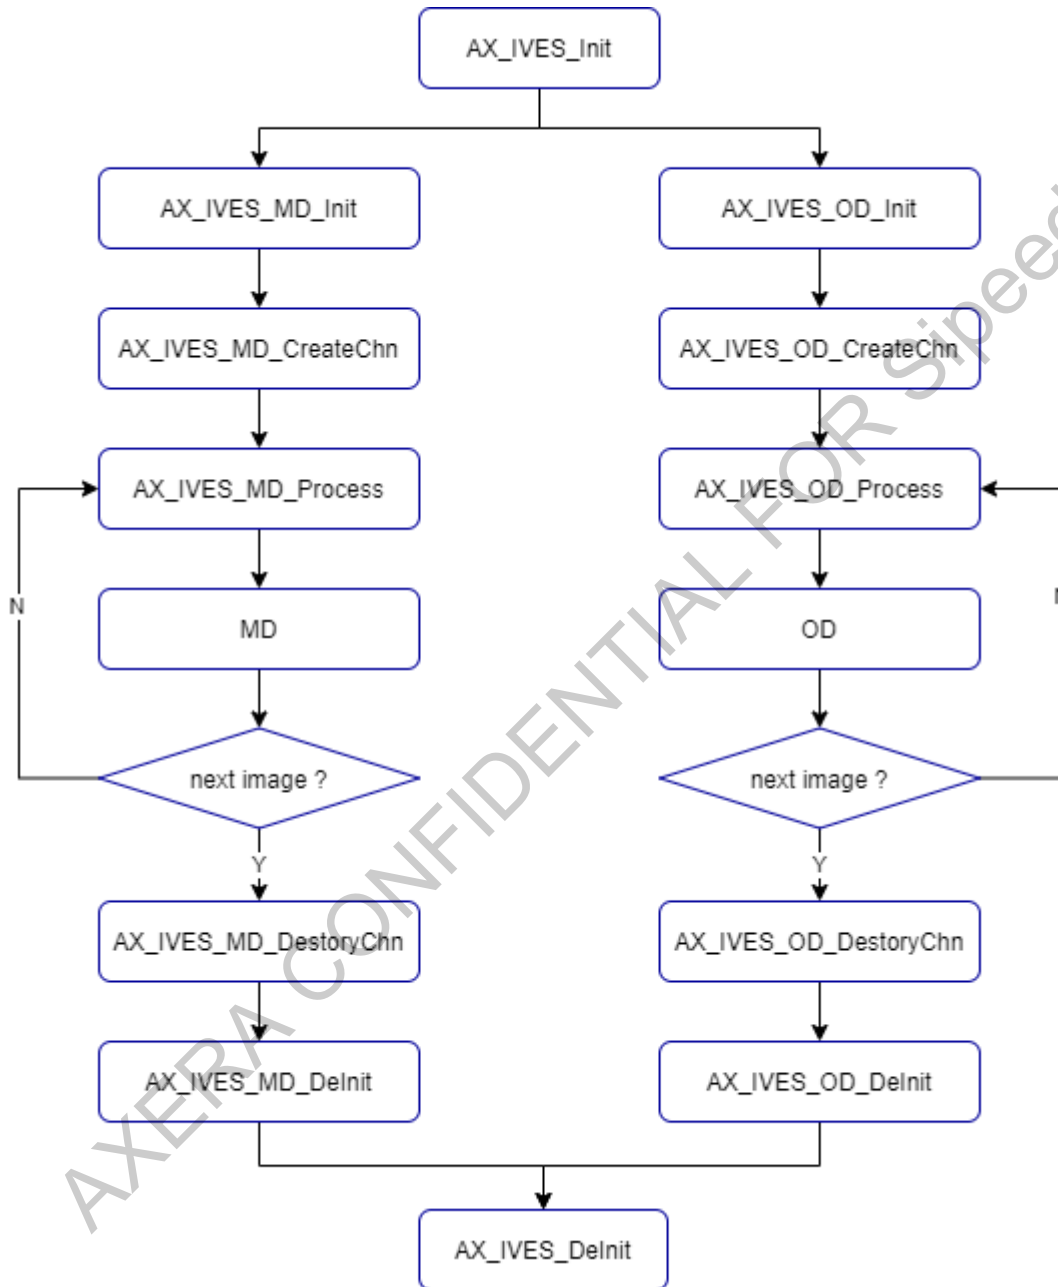 AX_IVES_Init
AX_IVES_MD_Init
AX_IVES_OD_Init
AX_IVES_MD_CreateChn
AX_IVES_OD_CreateChn
AX_IVES_MD_Process
AX_IVES_OD_Process
N
MD
OD
next image ?
next image ?
Y
Y
AX_IVES_MD_DestoryChn
AX_IVES_OD_DestoryChn
AX_IVES_MD_DeInit
AX_IVES_OD_DeInit
AX_IVES_DeInit
AXERA CONFIDENTIAL FOR Sipeed